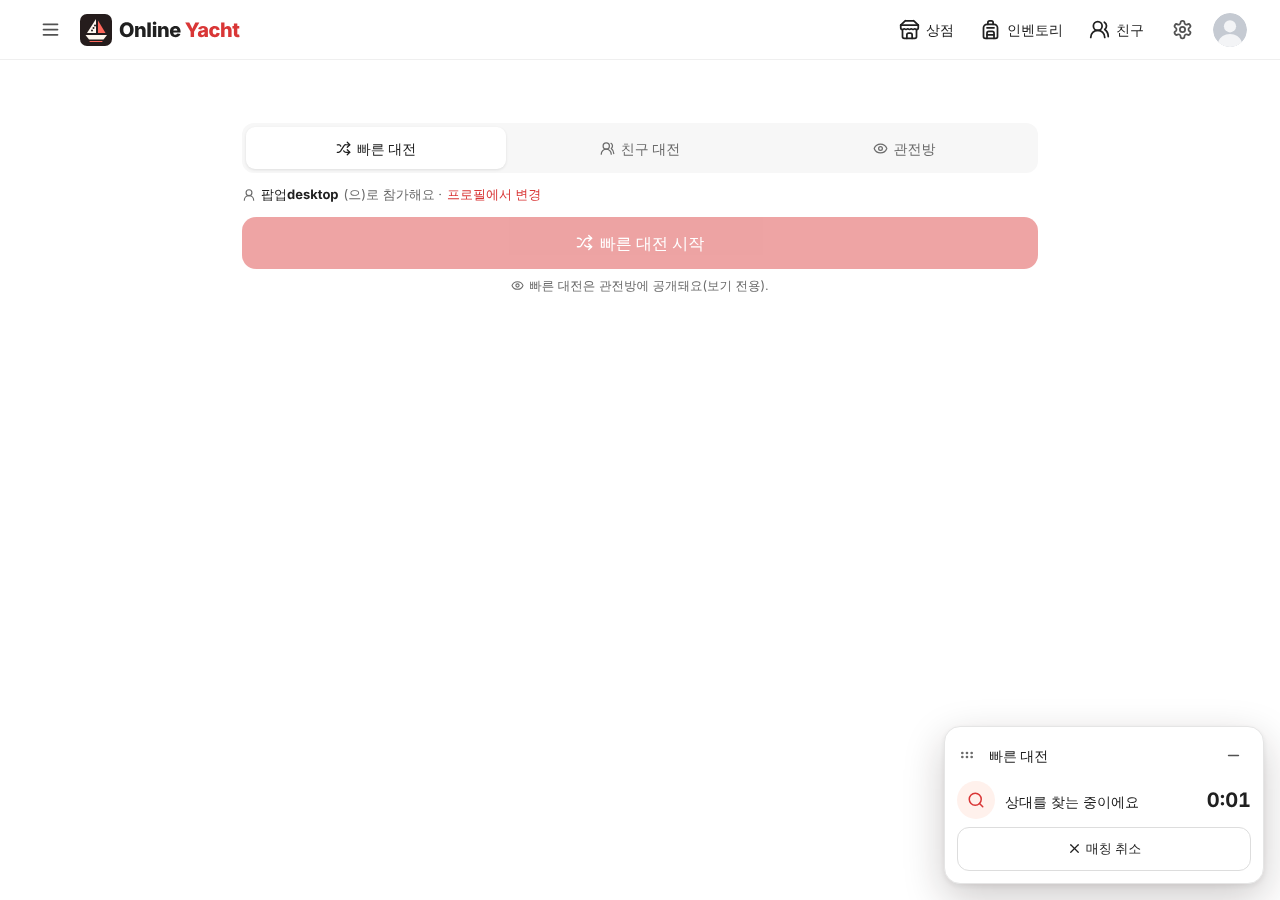 Online Yacht
상점
인벤토리
친구
빠른 대전
친구 대전
관전방
팝업desktop (으)로 참가해요 · 프로필에서 변경
빠른 대전 시작
빠른 대전은 관전방에 공개돼요(보기 전용).
빠른 대전
상대를 찾는 중이에요
0:01
매칭 취소